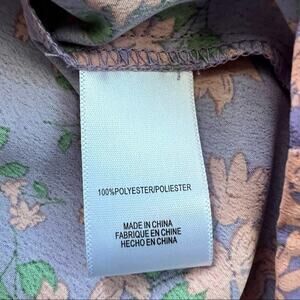 100%POLYESTER/POLIESTER
MADE IN CHINA
FABRIQUE EN CHINE
HECHO EN CHINA